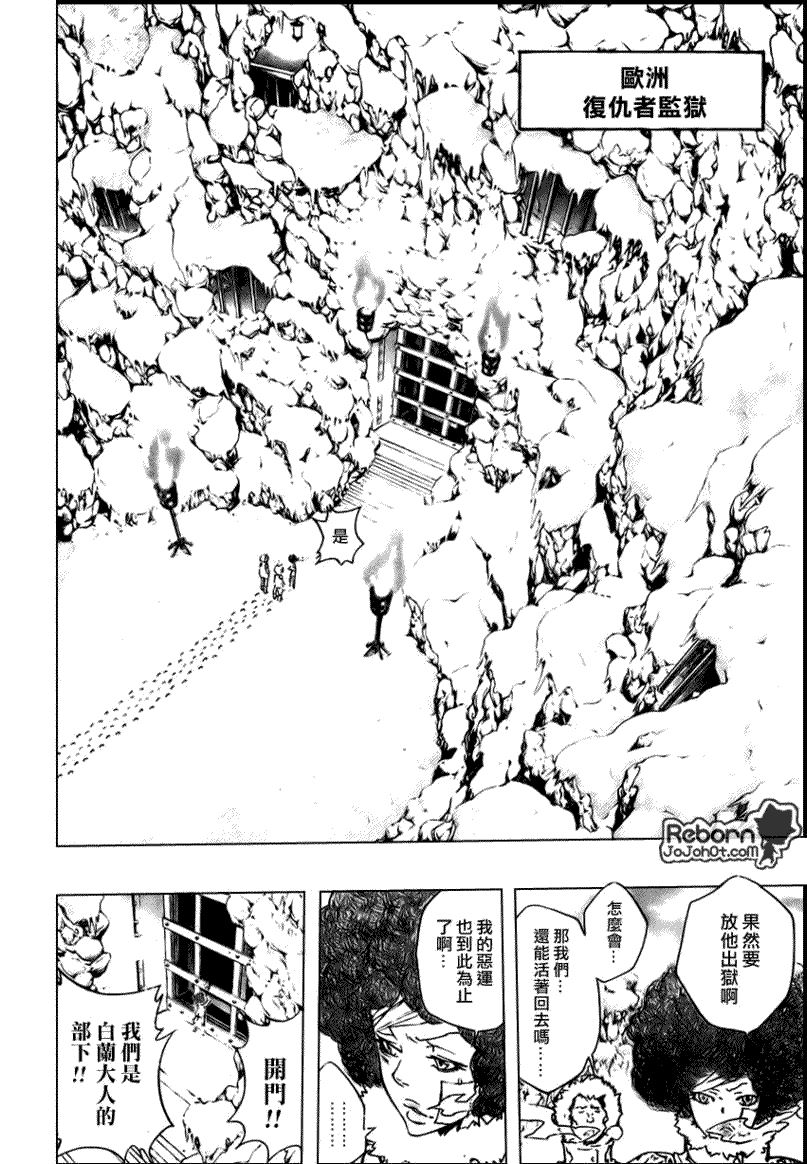 歐洲
復仇者監獄
是
Reborn
JoJohot.com
果然要
放他出獄
啊
怎麼會…
那我們…
還能活著回去嗎……
我的惡運
也到此為止
了啊…
……
開門!!
我們是
白蘭大人的
部下!!